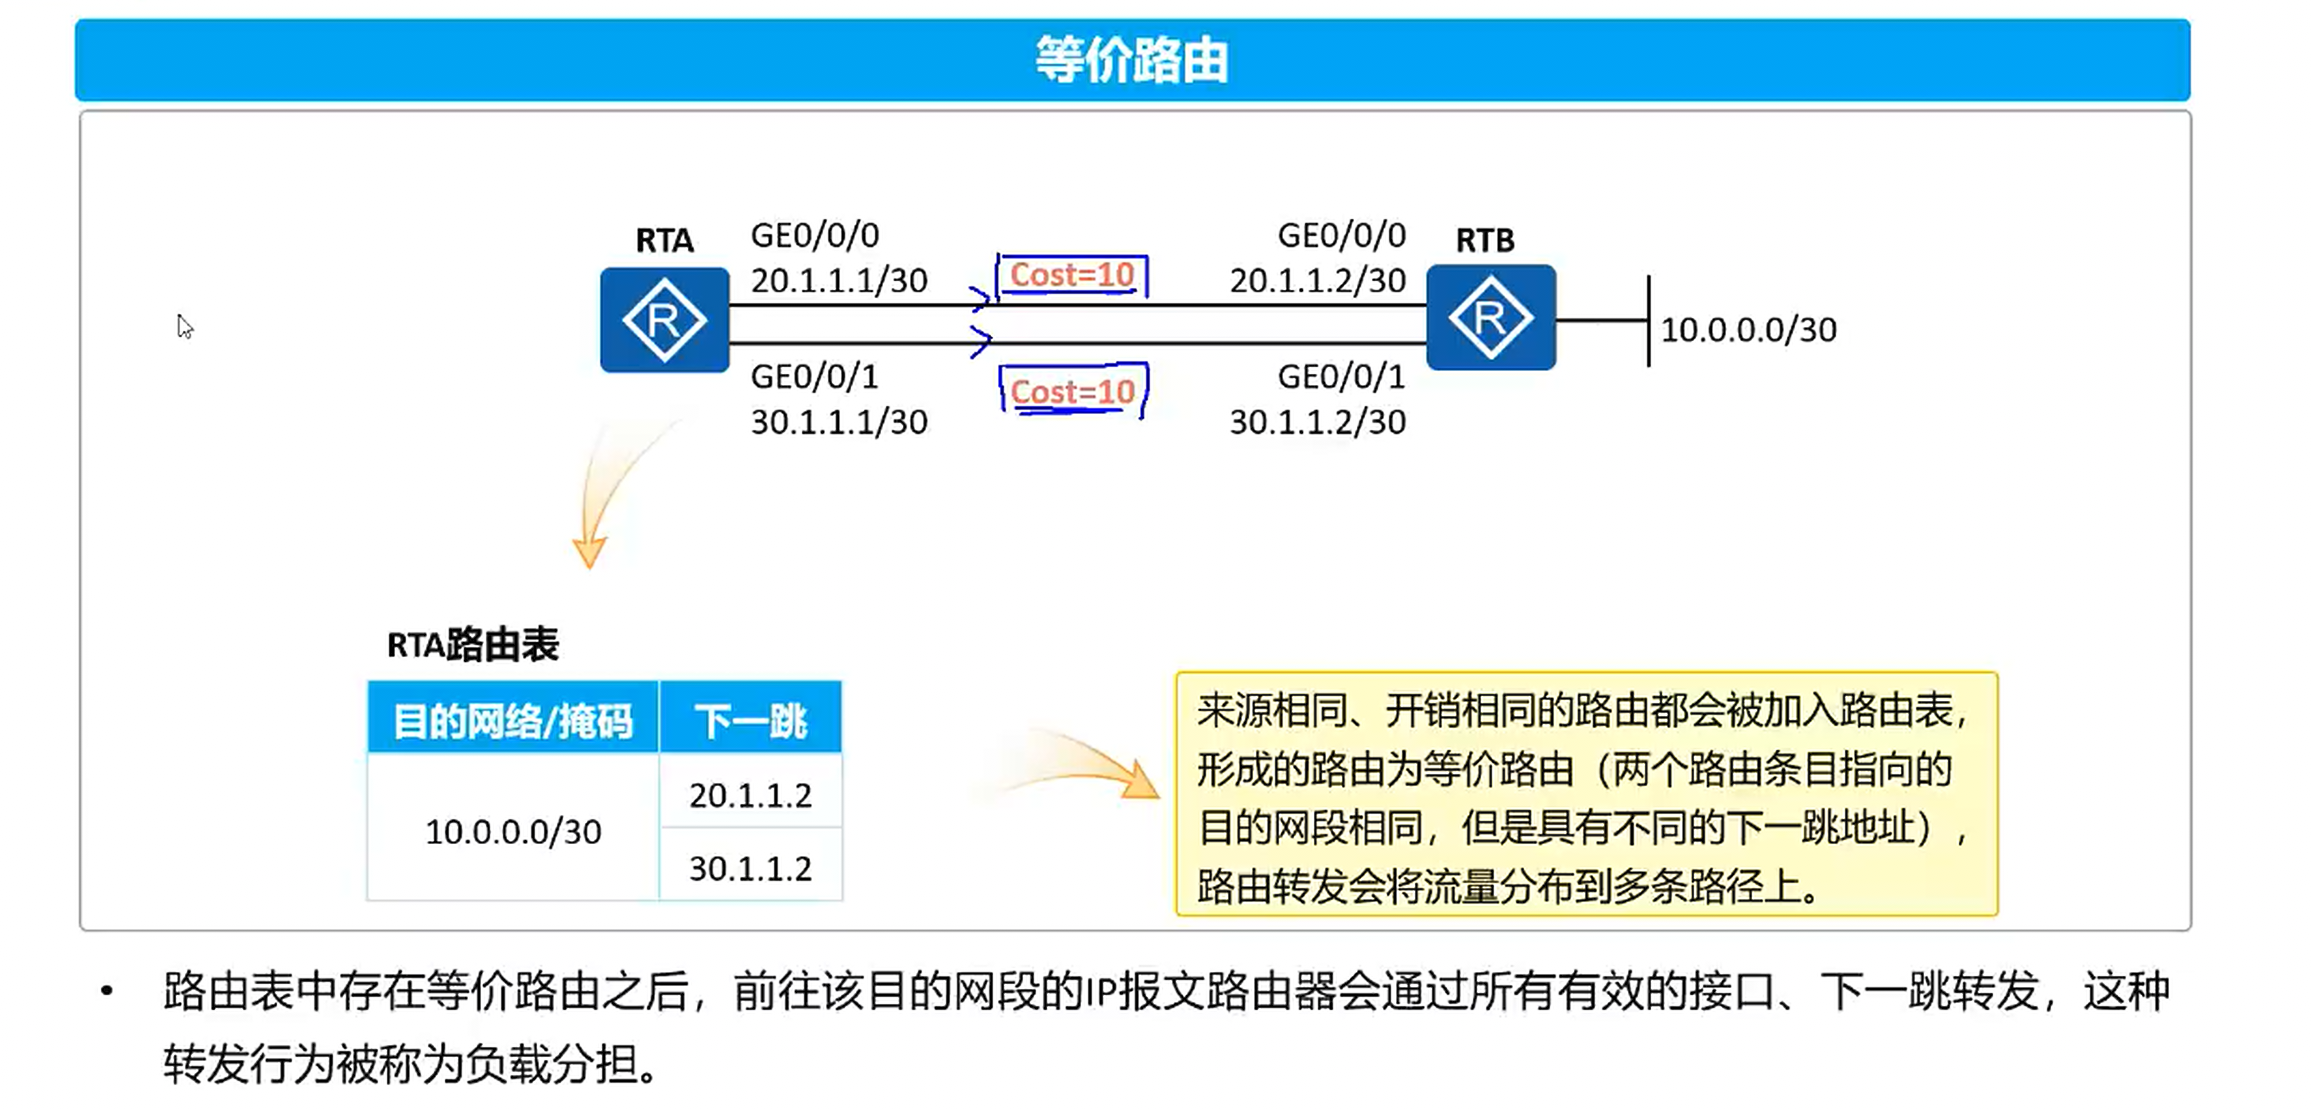 等价路由
RTA
GE0/0/0
20.1.1.1/30
Cost=10
GE0/0/0
20.1.1.2/30
RTB
R
R
10.0.0.0/30
GE0/0/1
30.1.1.1/30
Cost=10
GE0/0/1
30.1.1.2/30
RTA路由表
目的网络/掩码 下一跳
10.0.0.0/30
20.1.1.2
30.1.1.2
来源相同、开销相同的路由都会被加入路由表，
形成的路由为等价路由（两个路由条目指向的
目的网段相同，但是具有不同的下一跳地址），
路由转发会将流量分布到多条路径上。
• 路由表中存在等价路由之后，前往该目的网段的IP报文路由器会通过所有有效的接口、下一跳转发，这种
转发行为被称为负载分担。